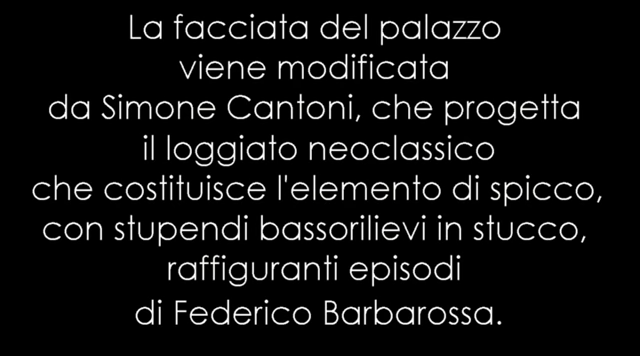 La facciata del palazzo
viene modificata
da Simone Cantoni, che progetta
il loggiato neoclassico
che costituisce l'elemento di spicco,
con stupendi bassorilievi in stucco,
raffiguranti episodi
di Federico Barbarossa.